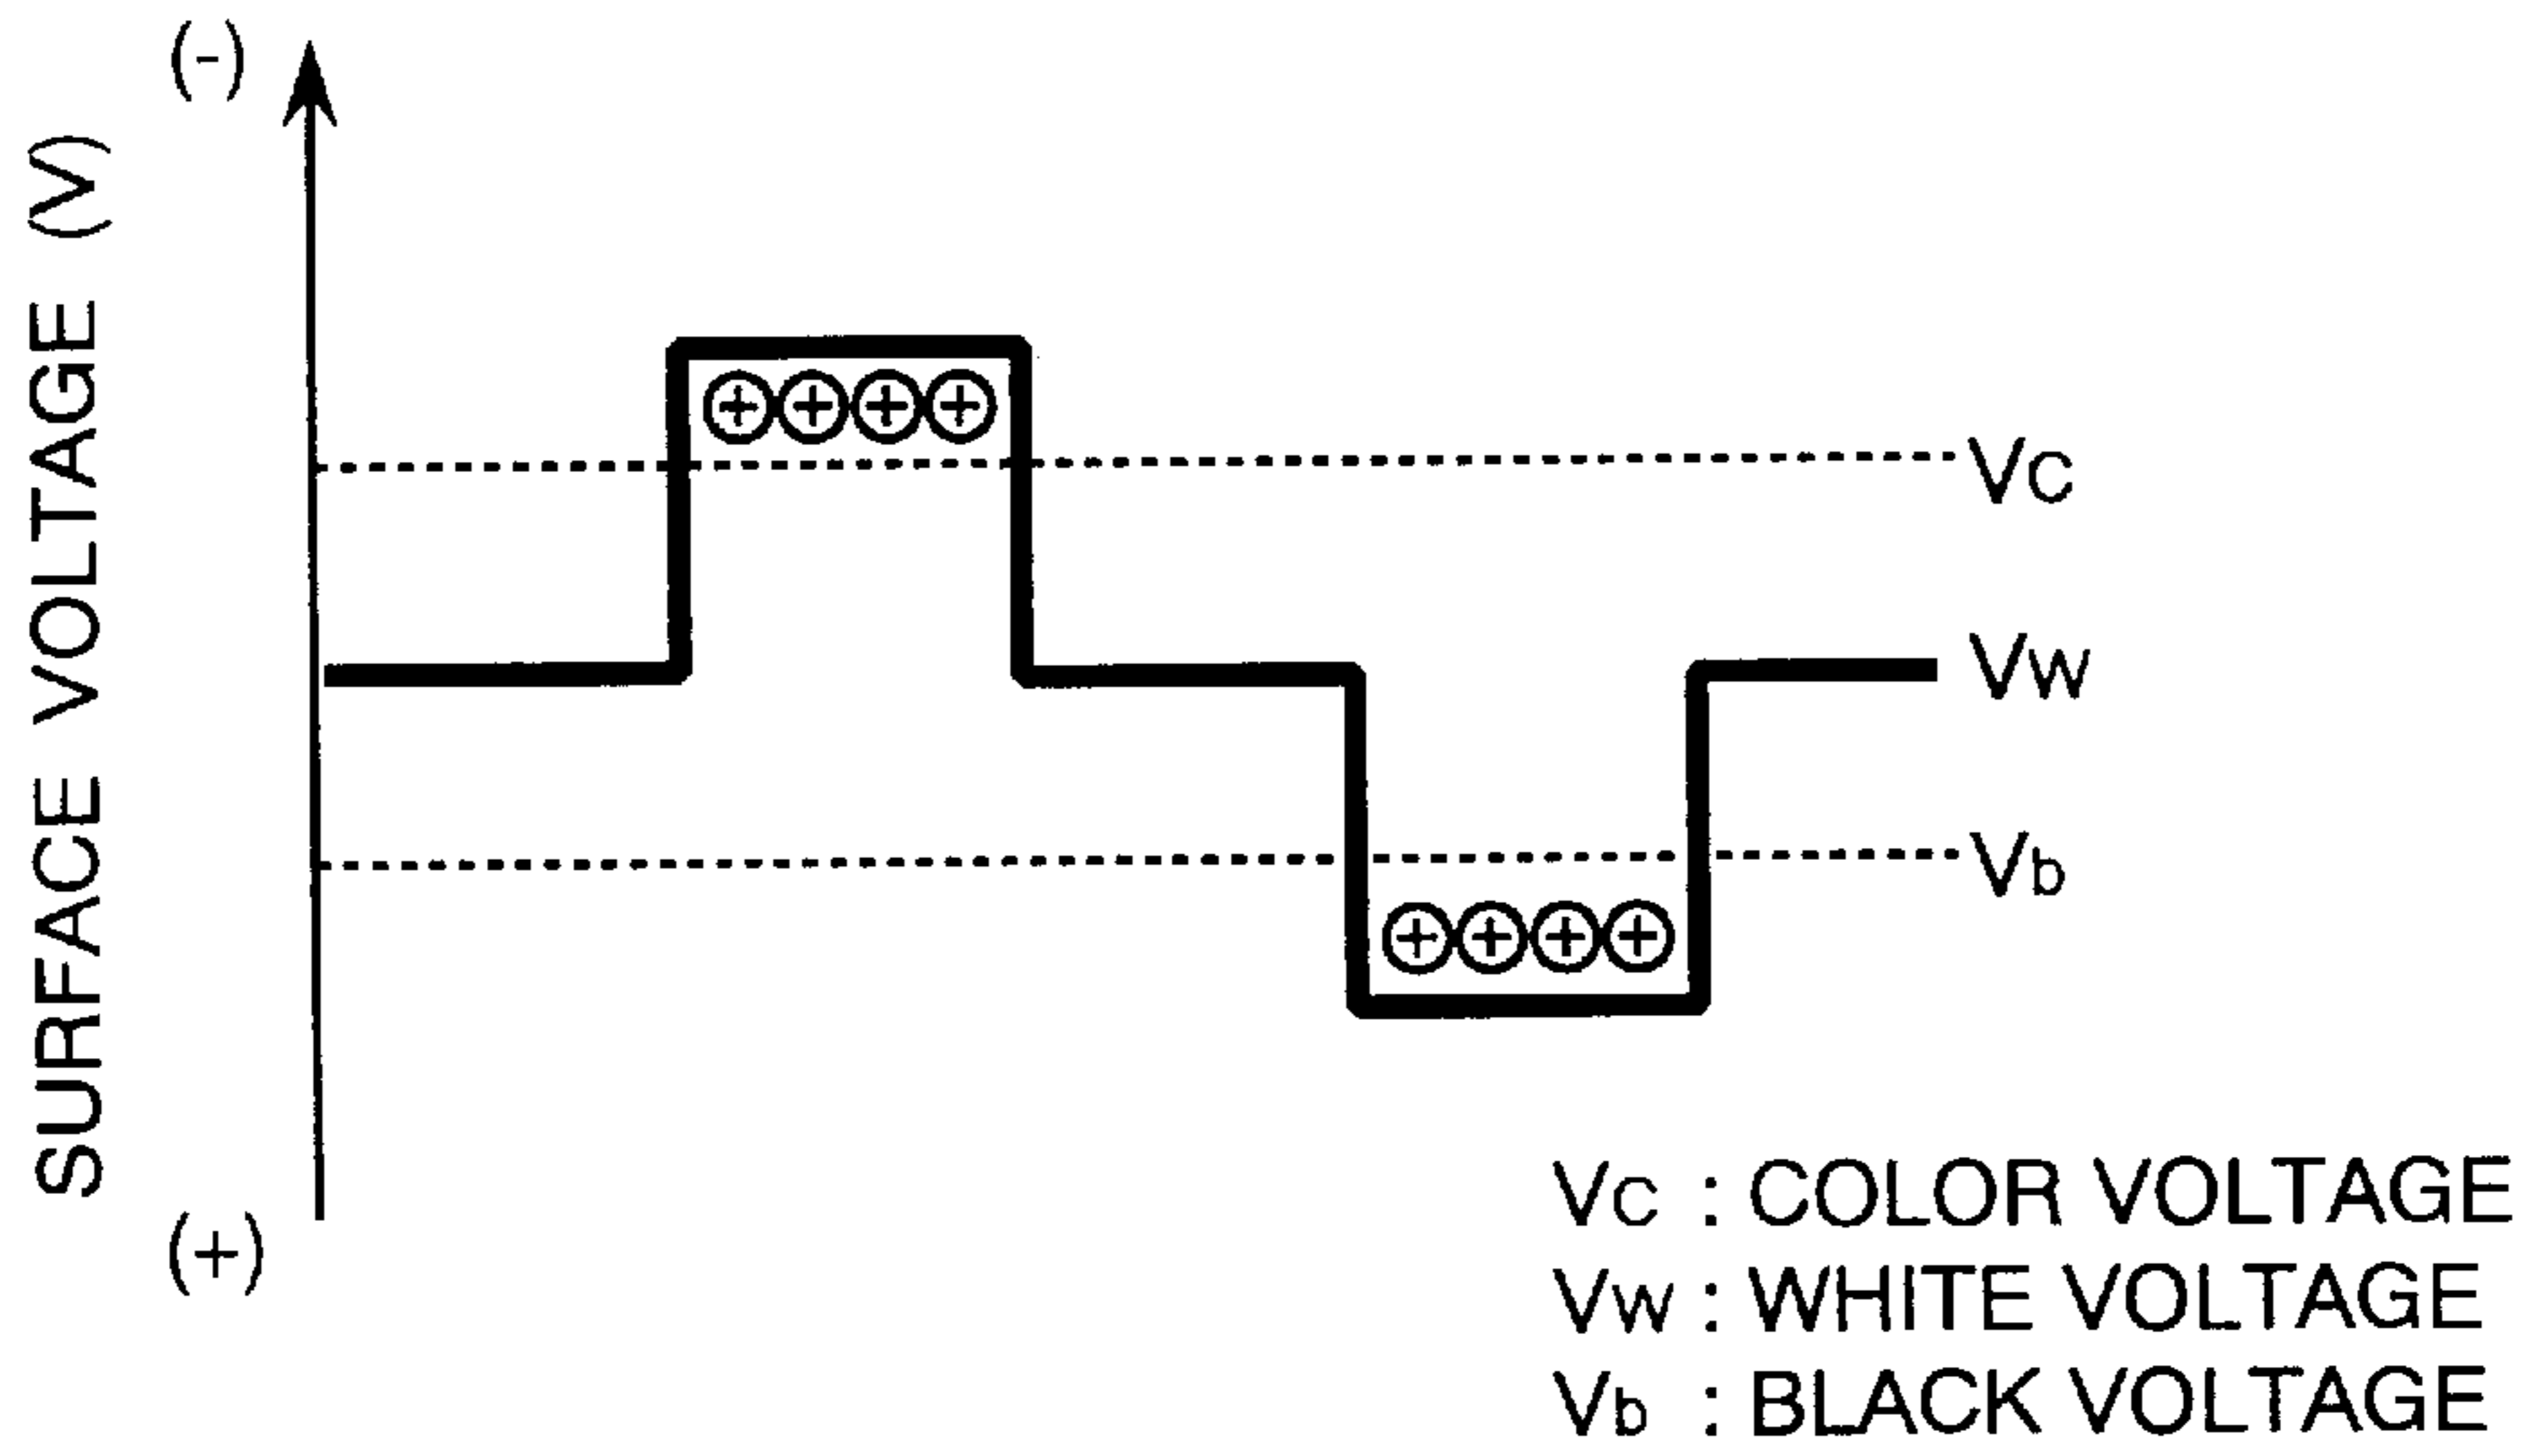 (-)
SURFACE VOLTAGE (V)
⊕⊕⊕⊕
VC
VW
Vb
⊕⊕⊕⊕
(+)
VC : COLOR VOLTAGE
VW : WHITE VOLTAGE
Vb : BLACK VOLTAGE